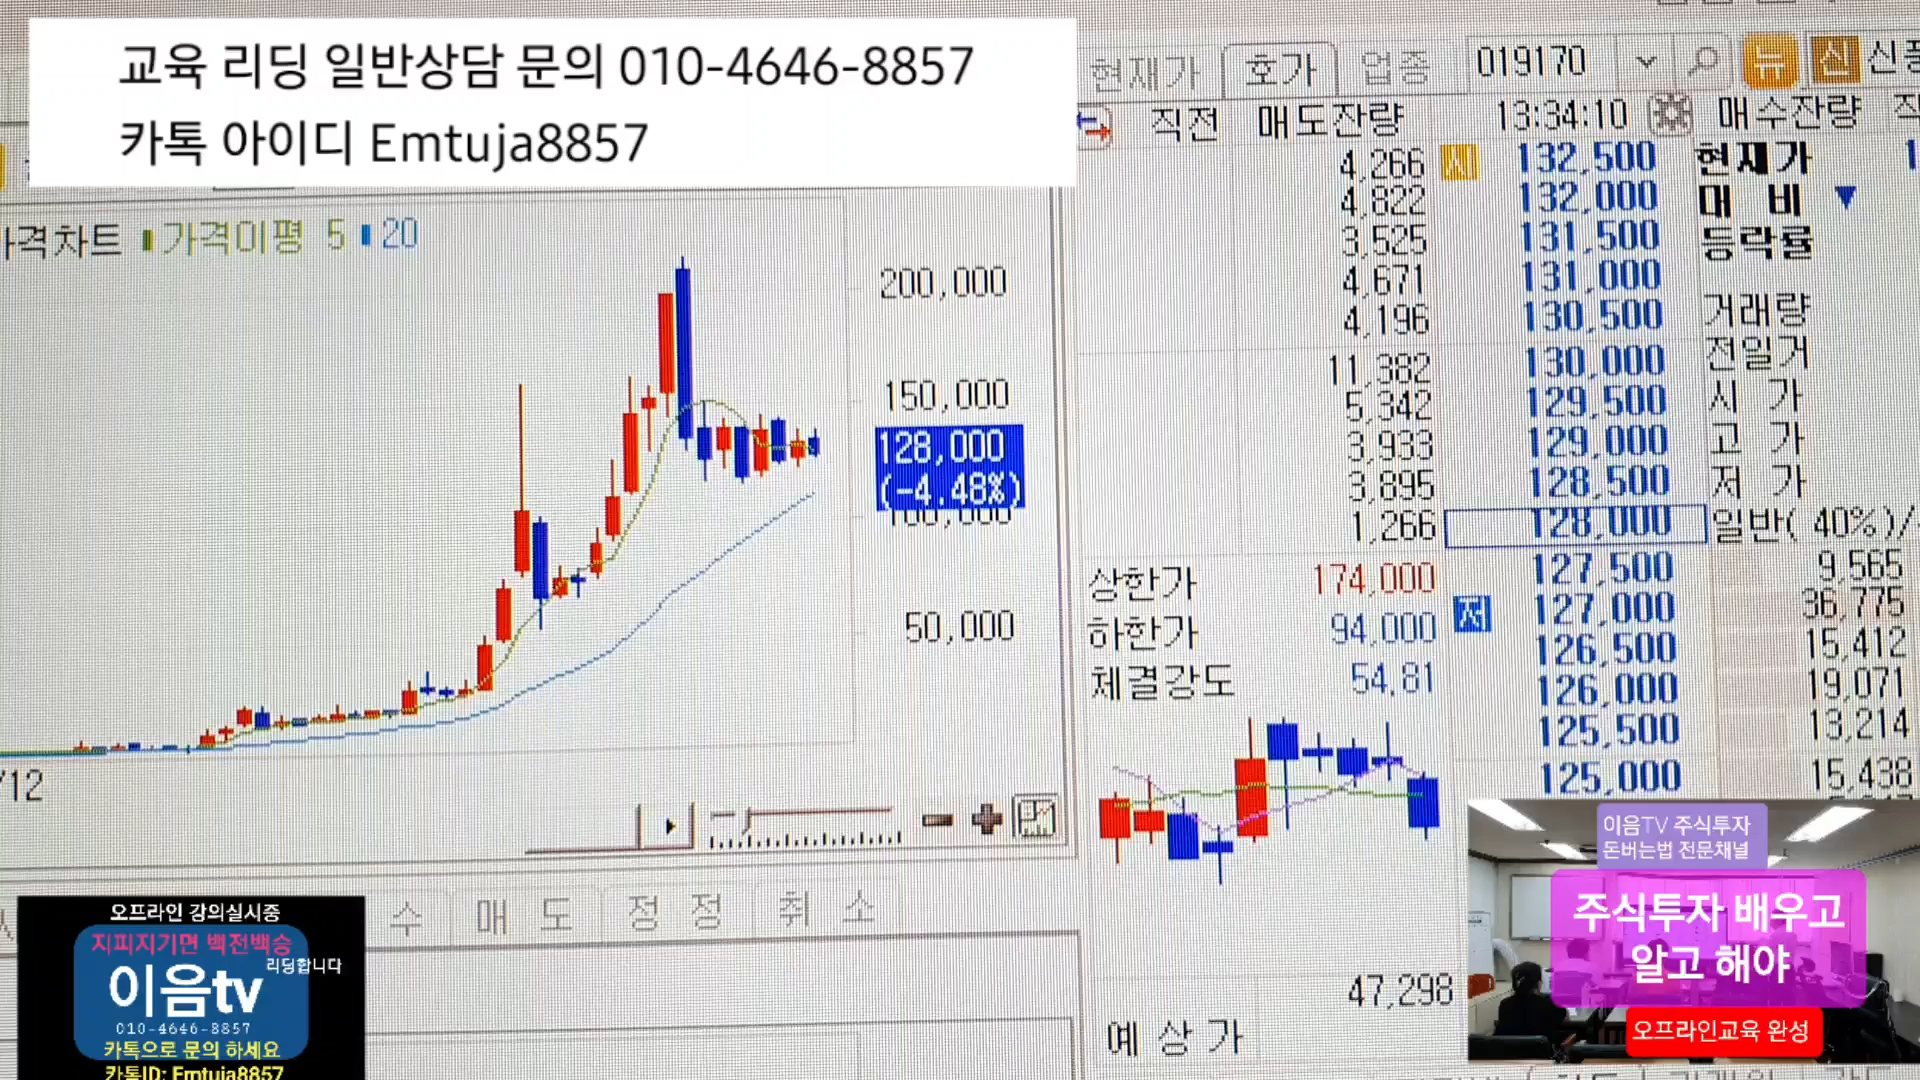 교육 리딩 일반상담 문의 010-4646-8857
카톡 아이디 Emtuja8857
현재가 호가 업종 019170 뉴 신
직전 매도잔량 13:34:10 매수잔량
4,266 시 132,500 현재가
4,822 132,000 대 비 ▼
3,525 131,500 등락률
4,671 131,000
4,196 130,500 거래량
11,382 130,000 전일거
5,342 129,500 시 가
3,933 129,000 고 가
3,895 128,500 저 가
1,266 128,000 일반( 40%)/
상한가 174,000 127,500 9,565
하한가 94,000 저 127,000 36,775
체결강도 54,81 126,500 15,412
126,000 19,071
125,500 13,214
125,000 15,438
가격차트 가격이평 5 20
200,000
150,000
128,000
(-4.48%)
100,000
50,000
/12
수 매 도 정 정 취 소
47,298
예 상 가
오프라인 강의실시중
지피지기면 백전백승
리딩합니다
이음tv
010-4646-8857
카톡으로 문의 하세요
카톡ID: Emtuja8857
이음TV 주식투자
돈버는법 전문채널
주식투자 배우고
알고 해야
오프라인교육 완성